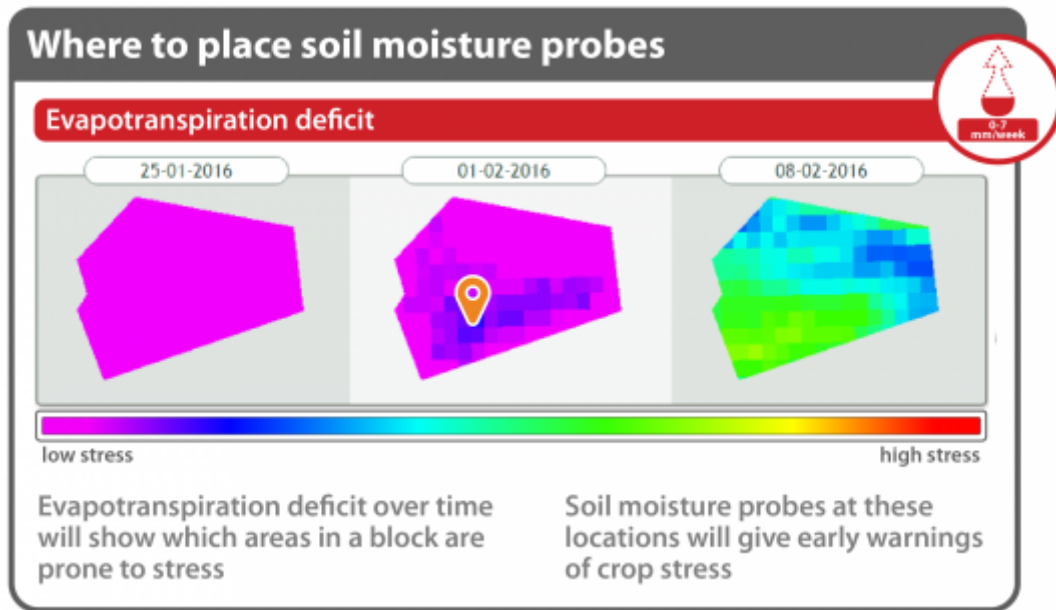 Where to place soil moisture probes
0-7
mm/week
Evapotranspiration deficit
25-01-2016
01-02-2016
08-02-2016
low stress
high stress
Evapotranspiration deficit over time
will show which areas in a block are
prone to stress
Soil moisture probes at these
locations will give early warnings
of crop stress